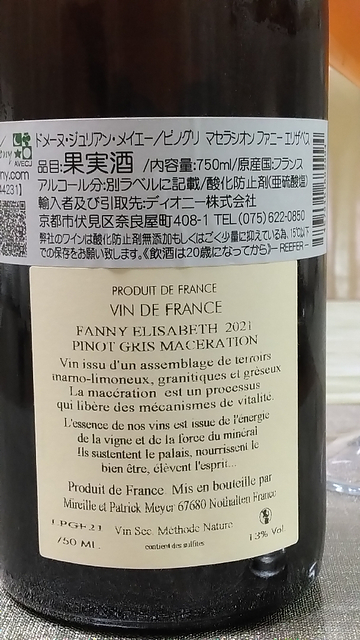 ドメーヌ・ジュリアン・メイエー/ピノグリ マセラシオン ファニー エリザベス
AVECJ
品目:果実酒 /内容量:750ml/原産国:フランス
アルコール分:別ラベルに記載/酸化防止剤(亜硫酸塩)
4423]
輸入者及び引取先:ディオニー株式会社
京都市伏見区奈良屋町408-1 TEL(075)622-0850
弊社のワインは酸化防止剤無添加もしくはごく少量に抑えている為、15℃以下
での保存をお願い致します。《飲酒は20歳になってから》ー REEFER ー
PRODUIT DE FRANCE
VIN DE FRANCE
FANNY ELISABETH 2021
PINOT GRIS MACERATION
Vin issu d'un assemblage de terroirs
marno-limoneux, granitiques et gréseux
La macération est un processus
qui libère des mécanismes de vitalité.
L'essence de nos vins est issue de l'énergie
de la vigne et de la force du minéral
Ils sustentent le palais, nourrissent le
bien être, élèvent l'esprit...
Produit de France Mis en bouteille par
Mireille et Patrick Meyer 67680 Nothalten France
LPGF21 Vin Sec. Méthode Nature
750 ML. contient des sulfites 13% Vol.